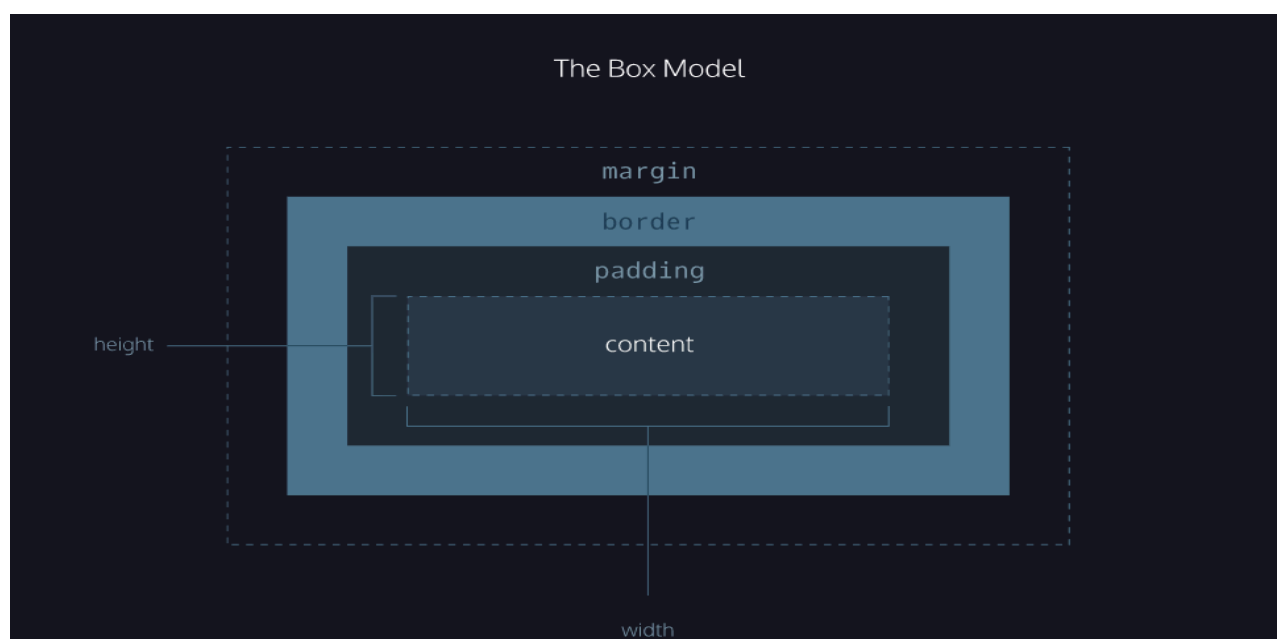 The Box Model
margin
border
padding
height
content
width